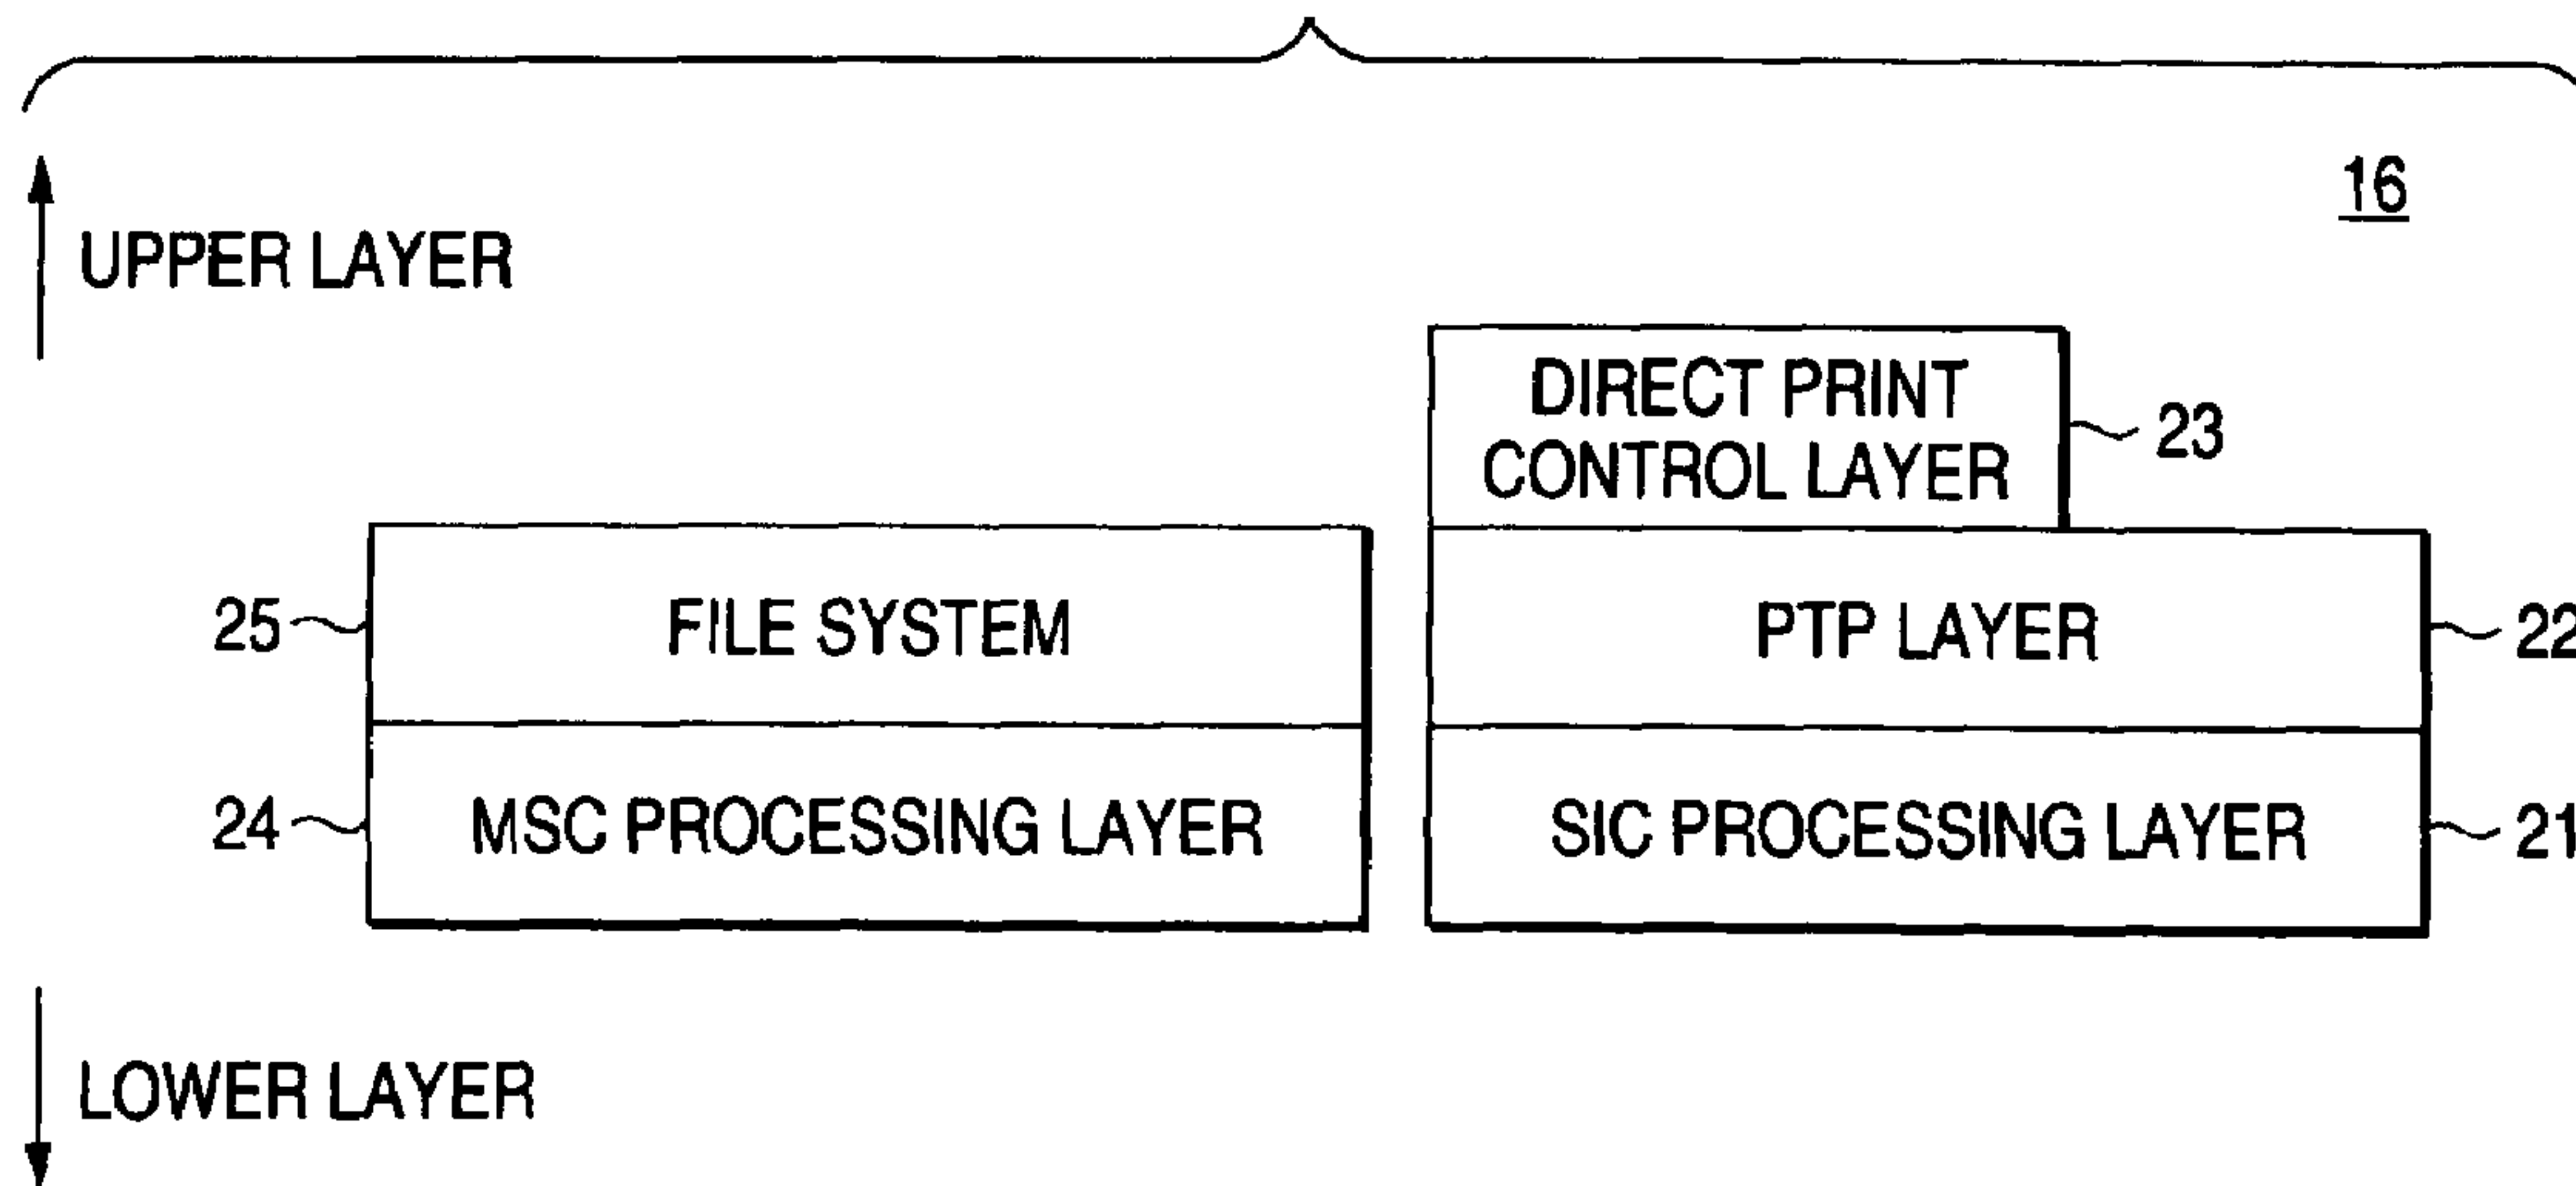 16
UPPER LAYER
DIRECT PRINT
CONTROL LAYER
23
25
FILE SYSTEM
PTP LAYER
22
24
MSC PROCESSING LAYER
SIC PROCESSING LAYER
21
LOWER LAYER